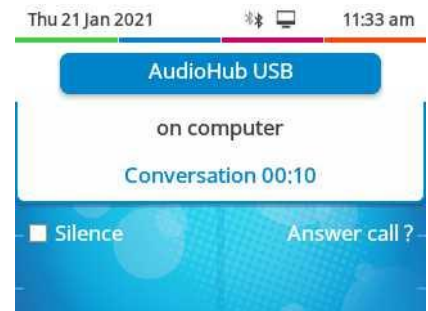 Thu 21 Jan 2021 11:33 am
AudioHub USB
on computer
Conversation 00:10
Silence Answer call ?